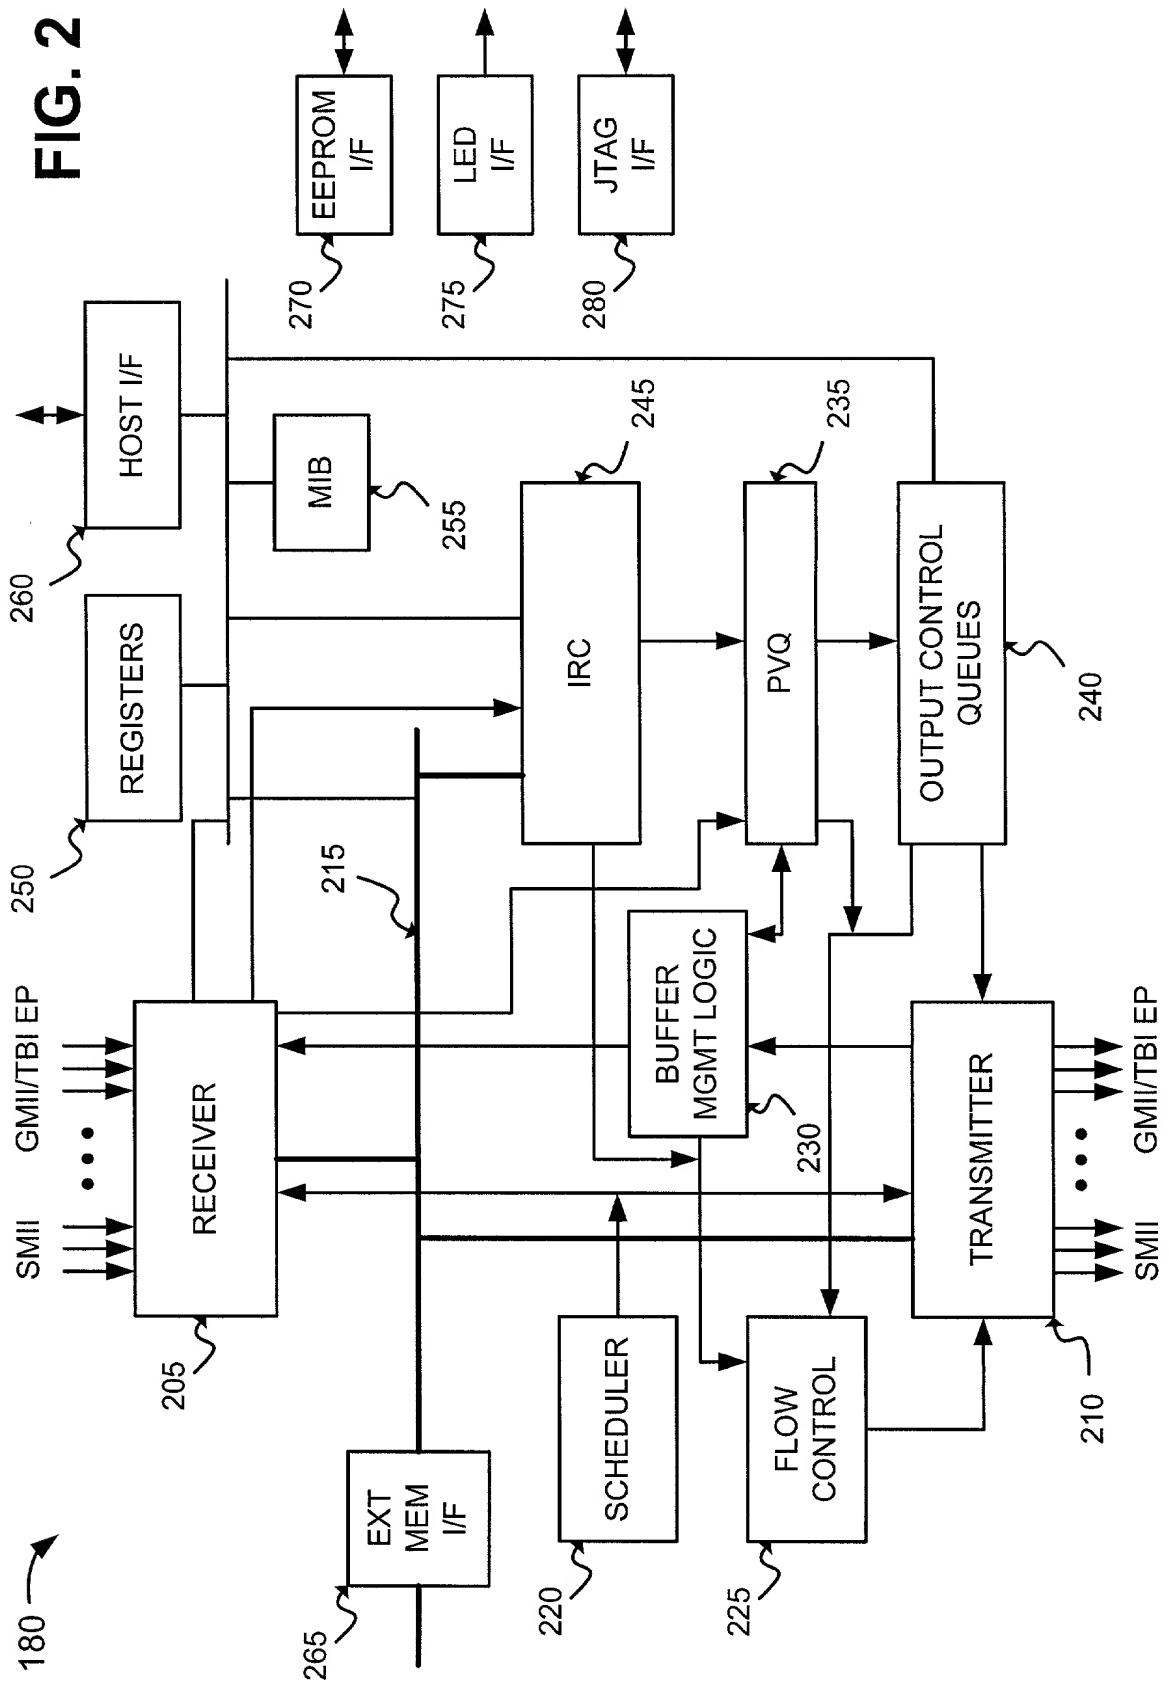 FIG. 2
180
EEPROM
I/F
270
LED
I/F
275
JTAG
I/F
280
HOST I/F
260
REGISTERS
250
MIB
255
IRC
245
PVQ
235
OUTPUT CONTROL
QUEUES
240
215
GMII/TBI EP
SMII
RECEIVER
205
BUFFER
MGMT LOGIC
230
TRANSMITTER
210
GMII/TBI EP
SMII
EXT
MEM
I/F
265
SCHEDULER
220
FLOW
CONTROL
225